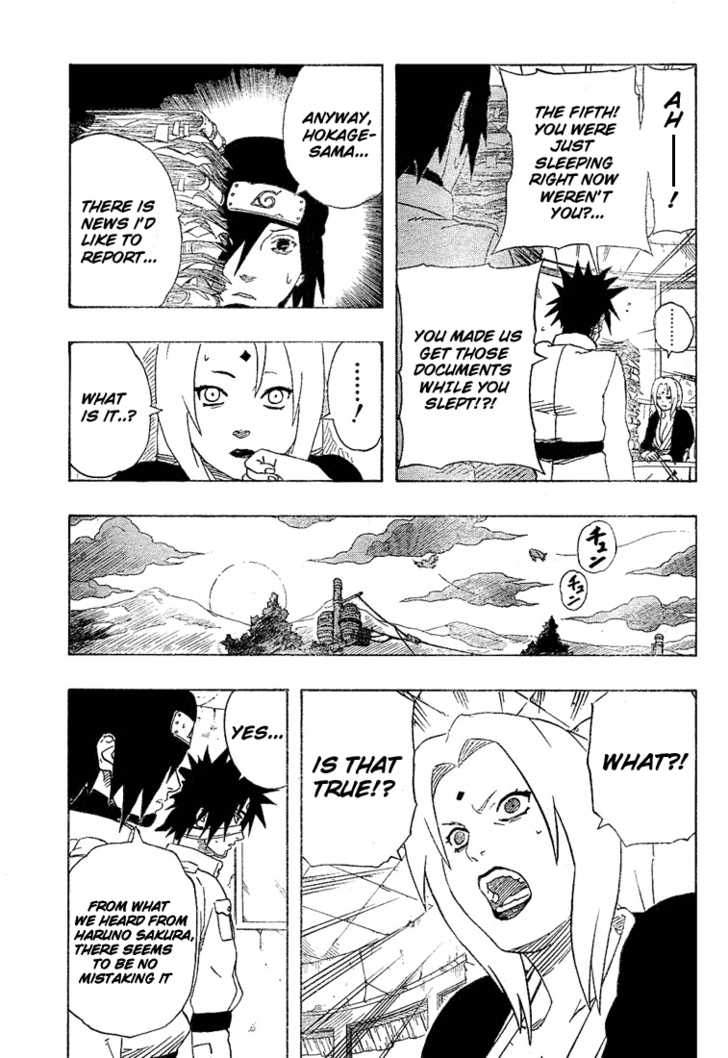 AH—!
THE FIFTH!
YOU WERE
JUST
SLEEPING
RIGHT NOW
WEREN'T
YOU?...
........
YOU MADE US
GET THOSE
DOCUMENTS
WHILE YOU
SLEPT!?!
ANYWAY,
HOKAGE-
SAMA...
THERE IS
NEWS I'D
LIKE TO
REPORT...
......!
WHAT
IS IT..?
チュン
チュン
WHAT?!
IS THAT
TRUE!?
YES...
FROM WHAT
WE HEARD FROM
HARUNO SAKURA,
THERE SEEMS
TO BE NO
MISTAKING IT